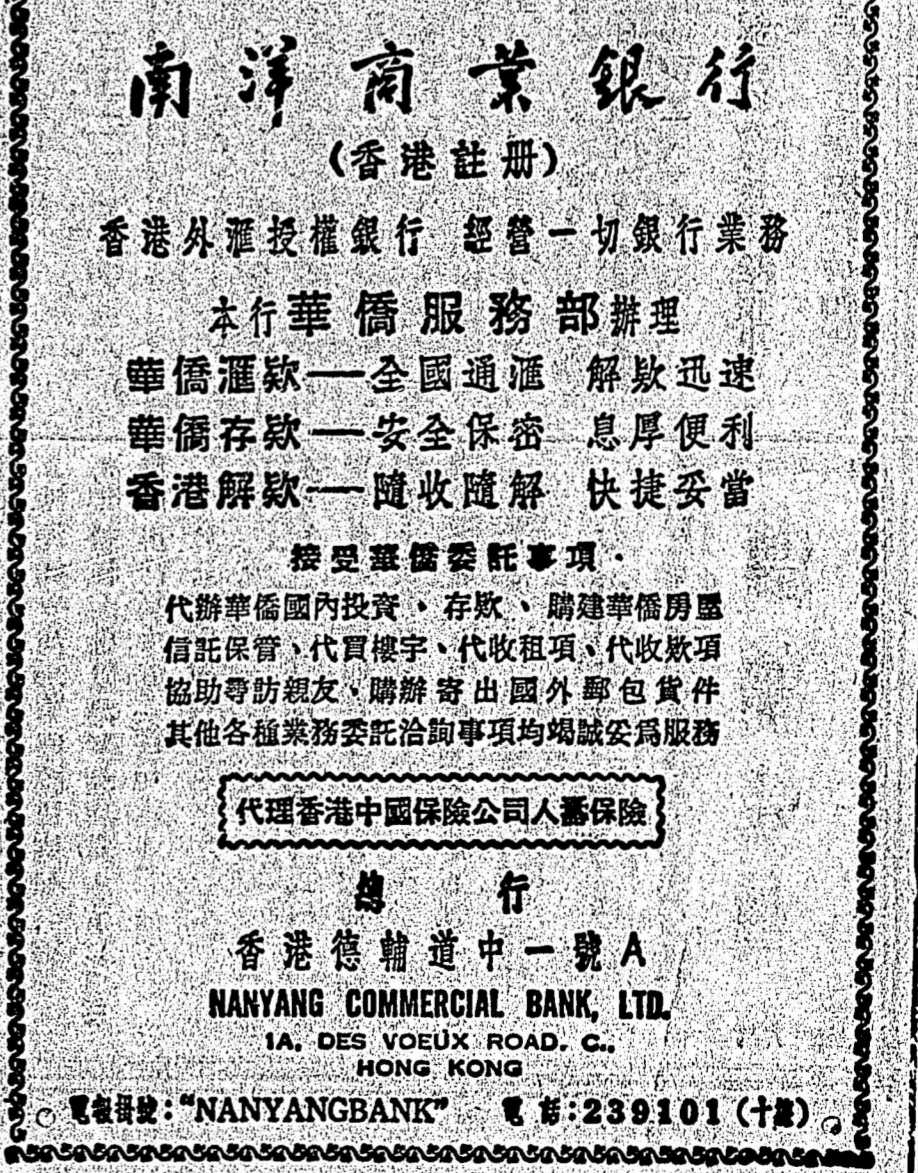 南洋商業銀行
(香港註册)
香港外滙授權銀行 經營一切銀行業務
本行華僑服務部辦理
華僑滙欵——全國通滙 解欵迅速
華僑存欵——安全保密 息厚便利
香港解欵——隨收隨解 快捷妥當
接受華僑委託事項·
代辦華僑國內投資、存欵、購建華僑房屋
信託保管、代買樓宇、代收租項、代收欵項
協助尋訪親友、購辦寄出國外郵包貨件
其他各種業務委託洽詢事項均竭誠妥爲服務
代理香港中國保險公司人壽保險
總行
香港德輔道中一號A
NANYANG COMMERCIAL BANK, LTD.
1A, DES VOEUX ROAD. C.,
HONG KONG
電報掛號:“NANYANGBANK” 電話:239101(十線)